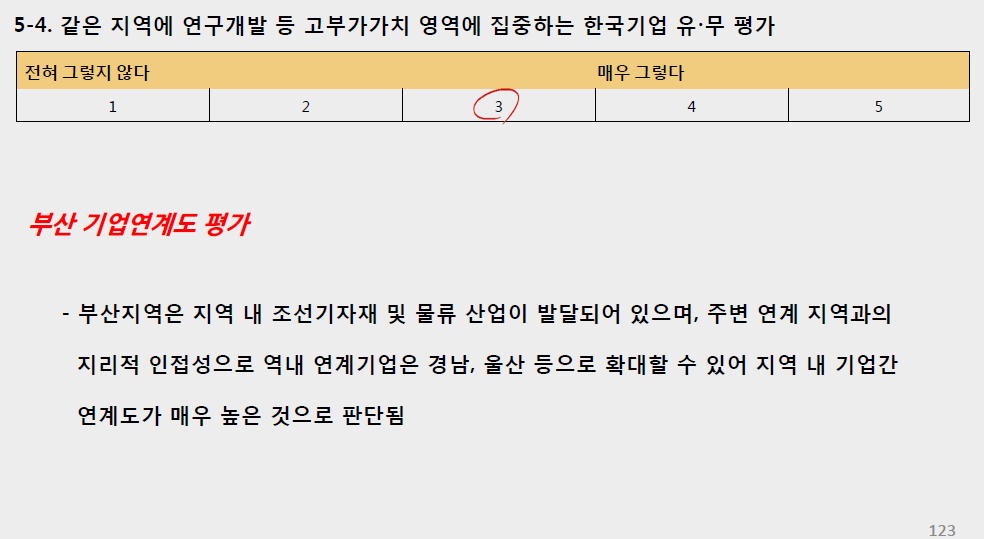 5-4. 같은 지역에 연구개발 등 고부가가치 영역에 집중하는 한국기업 유·무 평가
전혀 그렇지 않다 매우 그렇다
1 2 3 4 5
부산 기업연계도 평가
- 부산지역은 지역 내 조선기자재 및 물류 산업이 발달되어 있으며, 주변 연계 지역과의
지리적 인접성으로 역내 연계기업은 경남, 울산 등으로 확대할 수 있어 지역 내 기업간
연계도가 매우 높은 것으로 판단됨
123